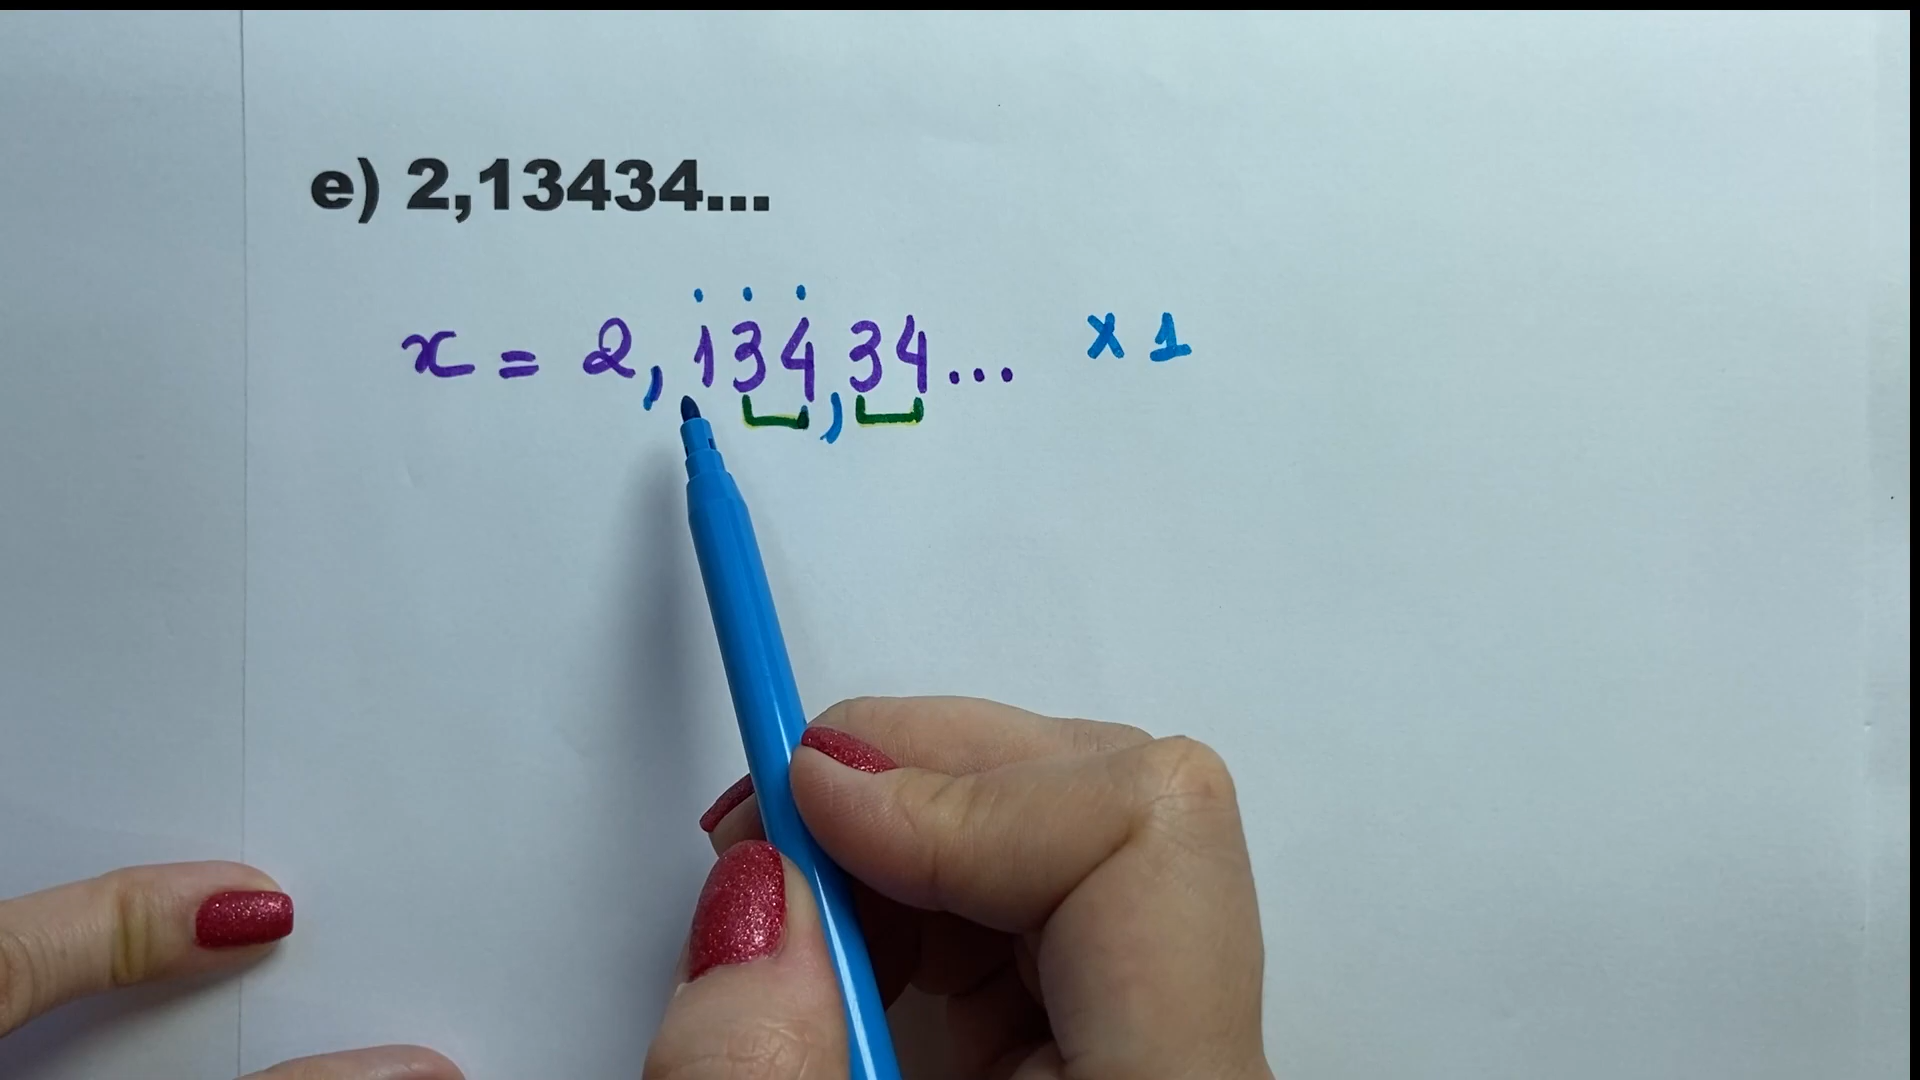 e) 2,13434...
x = 2,134,34... x 1